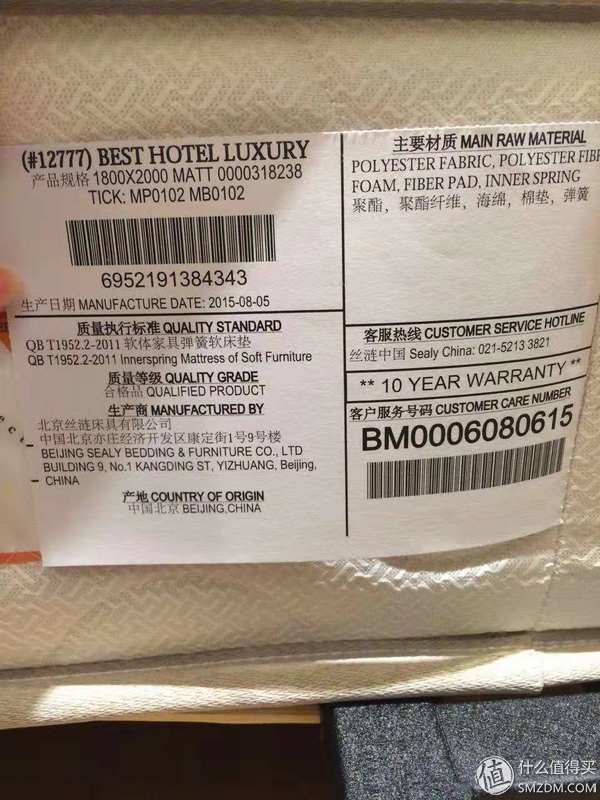 (#12777) BEST HOTEL LUXURY
产品规格 1800X2000 MATT 0000318238
TICK: MP0102 MB0102
6952191384343
生产日期 MANUFACTURE DATE: 2015-08-05
质量执行标准 QUALITY STANDARD
QB T1952.2-2011 软体家具弹簧软床垫
QB T1952.2-2011 Innerspring Mattress of Soft Furniture
质量等级 QUALITY GRADE
合格品 QUALIFIED PRODUCT
生产商 MANUFACTURED BY
北京丝涟床具有限公司
中国北京亦庄经济开发区康定街1号9号楼
BEIJING SEALY BEDDING & FURNITURE CO., LTD
BUILDING 9, No.1 KANGDING ST, YIZHUANG, Beijing,
CHINA
产地 COUNTRY OF ORIGIN
中国北京 BEIJING,CHINA
主要材质 MAIN RAW MATERIAL
POLYESTER FABRIC, POLYESTER FIB
FOAM, FIBER PAD, INNER SPRING
聚酯，聚酯纤维，海绵，棉垫，弹簧
客服热线 CUSTOMER SERVICE HOTLINE
丝涟中国 Sealy China: 021-5213 3821
** 10 YEAR WARRANTY **
客户服务号码 CUSTOMER CARE NUMBER
BM0006080615
值 什么值得买
SMZDM.COM